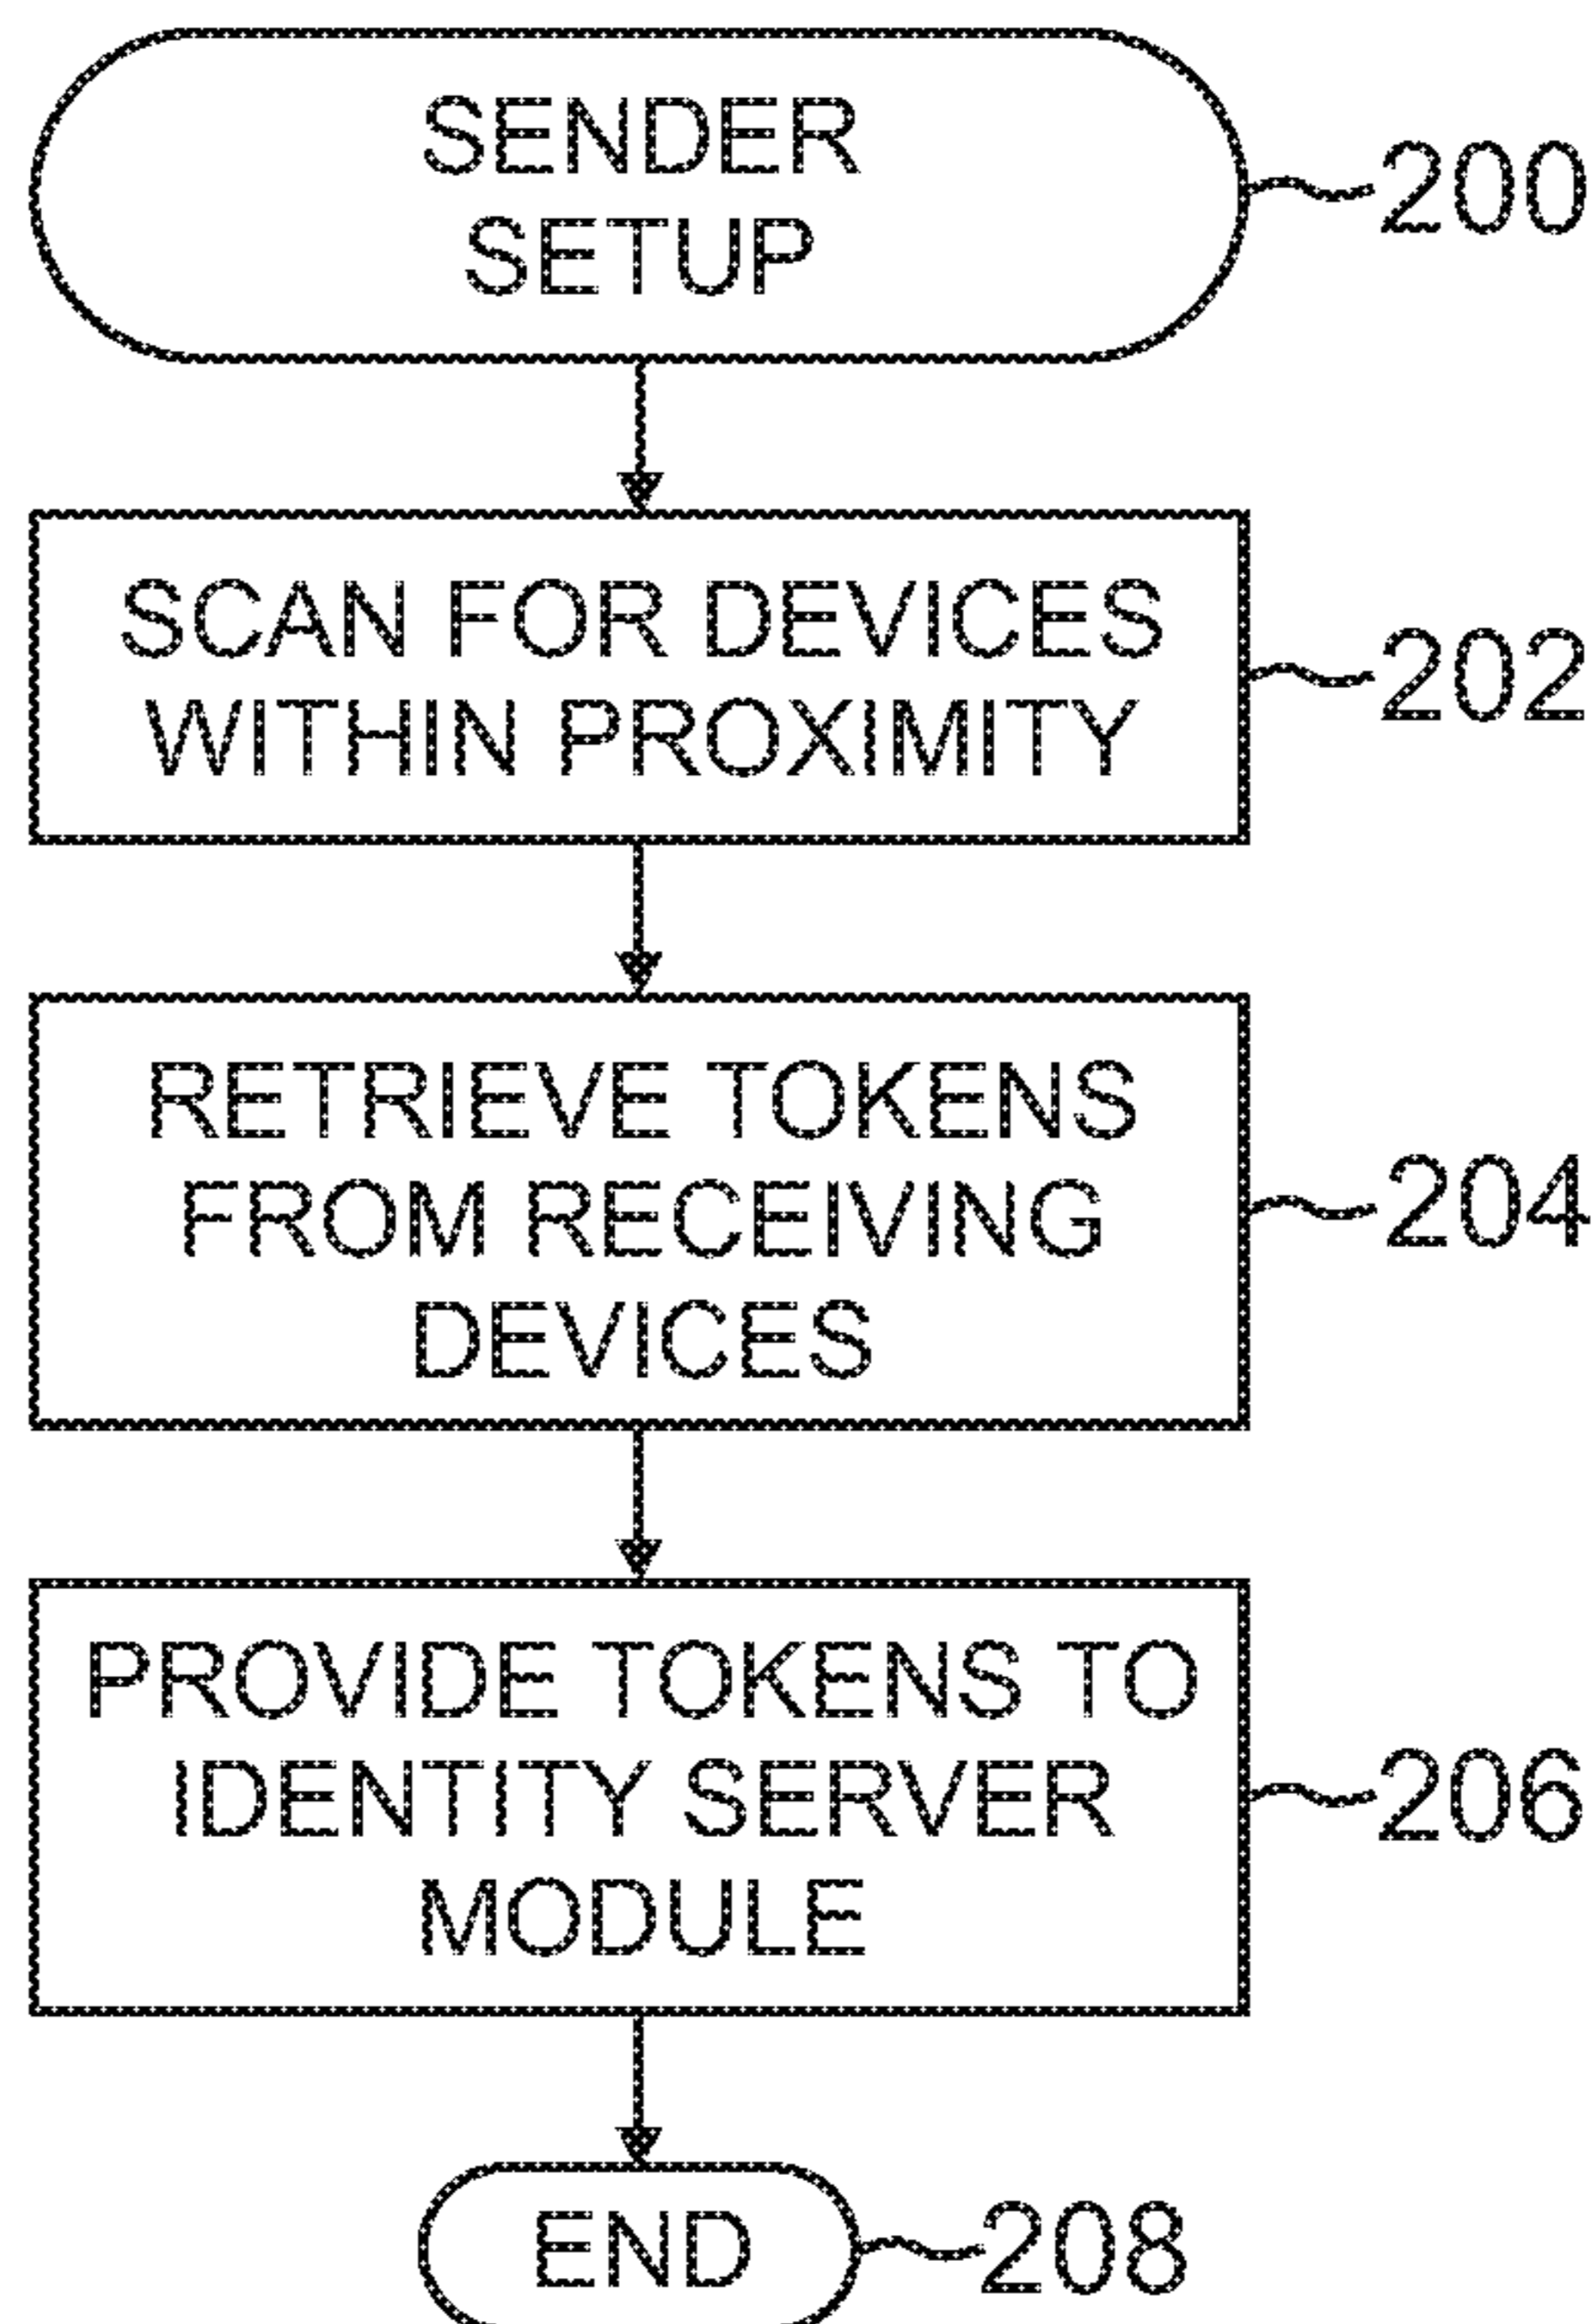 SENDER
SETUP
200
SCAN FOR DEVICES
WITHIN PROXIMITY
202
RETRIEVE TOKENS
FROM RECEIVING
DEVICES
204
PROVIDE TOKENS TO
IDENTITY SERVER
MODULE
206
END
208